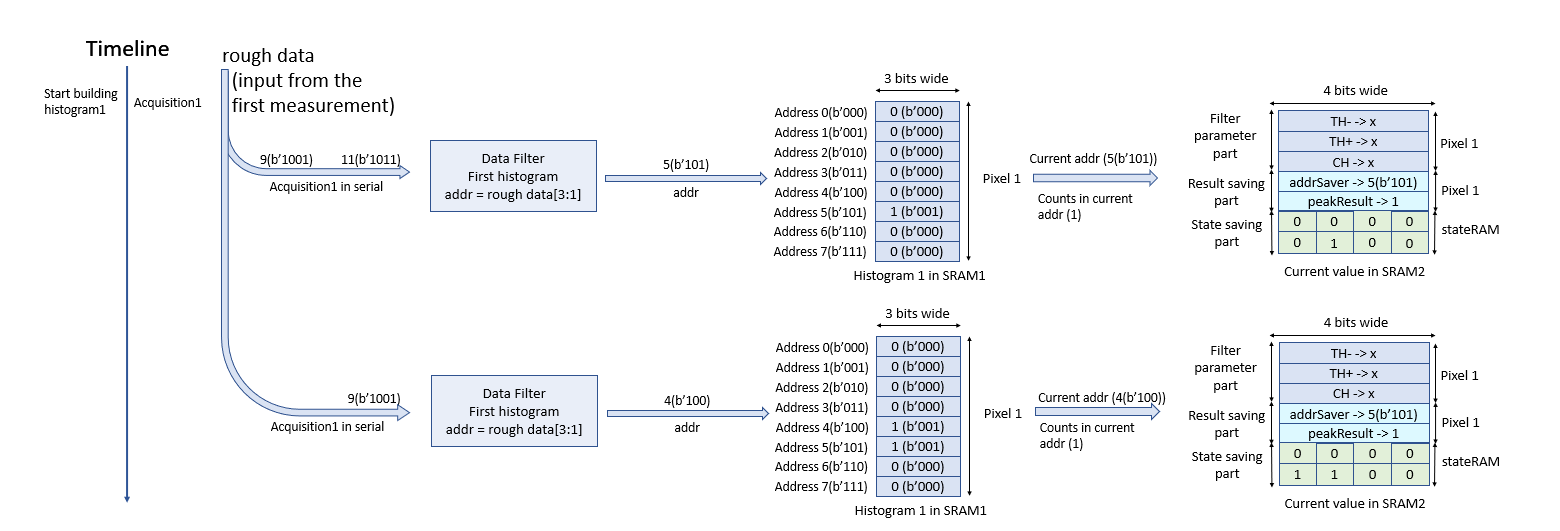 Timeline
Start building
histogram1
Acquisition1
rough data
(input from the
first measurement)
9(b'1001)
11(b'1011)
Acquisition1 in serial
Data Filter
First histogram
addr = rough data[3:1]
5(b'101)
addr
3 bits wide
Address 0(b'000) 0 (b'000)
Address 1(b'001) 0 (b'000)
Address 2(b'010) 0 (b'000)
Address 3(b'011) 0 (b'000)
Address 4(b'100) 0 (b'000)
Address 5(b'101) 1 (b'001)
Address 6(b'110) 0 (b'000)
Address 7(b'111) 0 (b'000)
Pixel 1
Histogram 1 in SRAM1
Current addr (5(b'101))
Counts in current
addr (1)
4 bits wide
Filter
parameter
part
TH- -> x
TH+ -> x
CH -> x
Pixel 1
Result saving
part
addrSaver -> 5(b'101)
peakResult -> 1
Pixel 1
State saving
part
0 0 0 0
0 1 0 0
stateRAM
Current value in SRAM2
9(b'1001)
Acquisition1 in serial
Data Filter
First histogram
addr = rough data[3:1]
4(b'100)
addr
3 bits wide
Address 0(b'000) 0 (b'000)
Address 1(b'001) 0 (b'000)
Address 2(b'010) 0 (b'000)
Address 3(b'011) 0 (b'000)
Address 4(b'100) 1 (b'001)
Address 5(b'101) 1 (b'001)
Address 6(b'110) 0 (b'000)
Address 7(b'111) 0 (b'000)
Pixel 1
Histogram 1 in SRAM1
Current addr (4(b'100))
Counts in current
addr (1)
4 bits wide
Filter
parameter
part
TH- -> x
TH+ -> x
CH -> x
Pixel 1
Result saving
part
addrSaver -> 5(b'101)
peakResult -> 1
Pixel 1
State saving
part
0 0 0 0
1 1 0 0
stateRAM
Current value in SRAM2